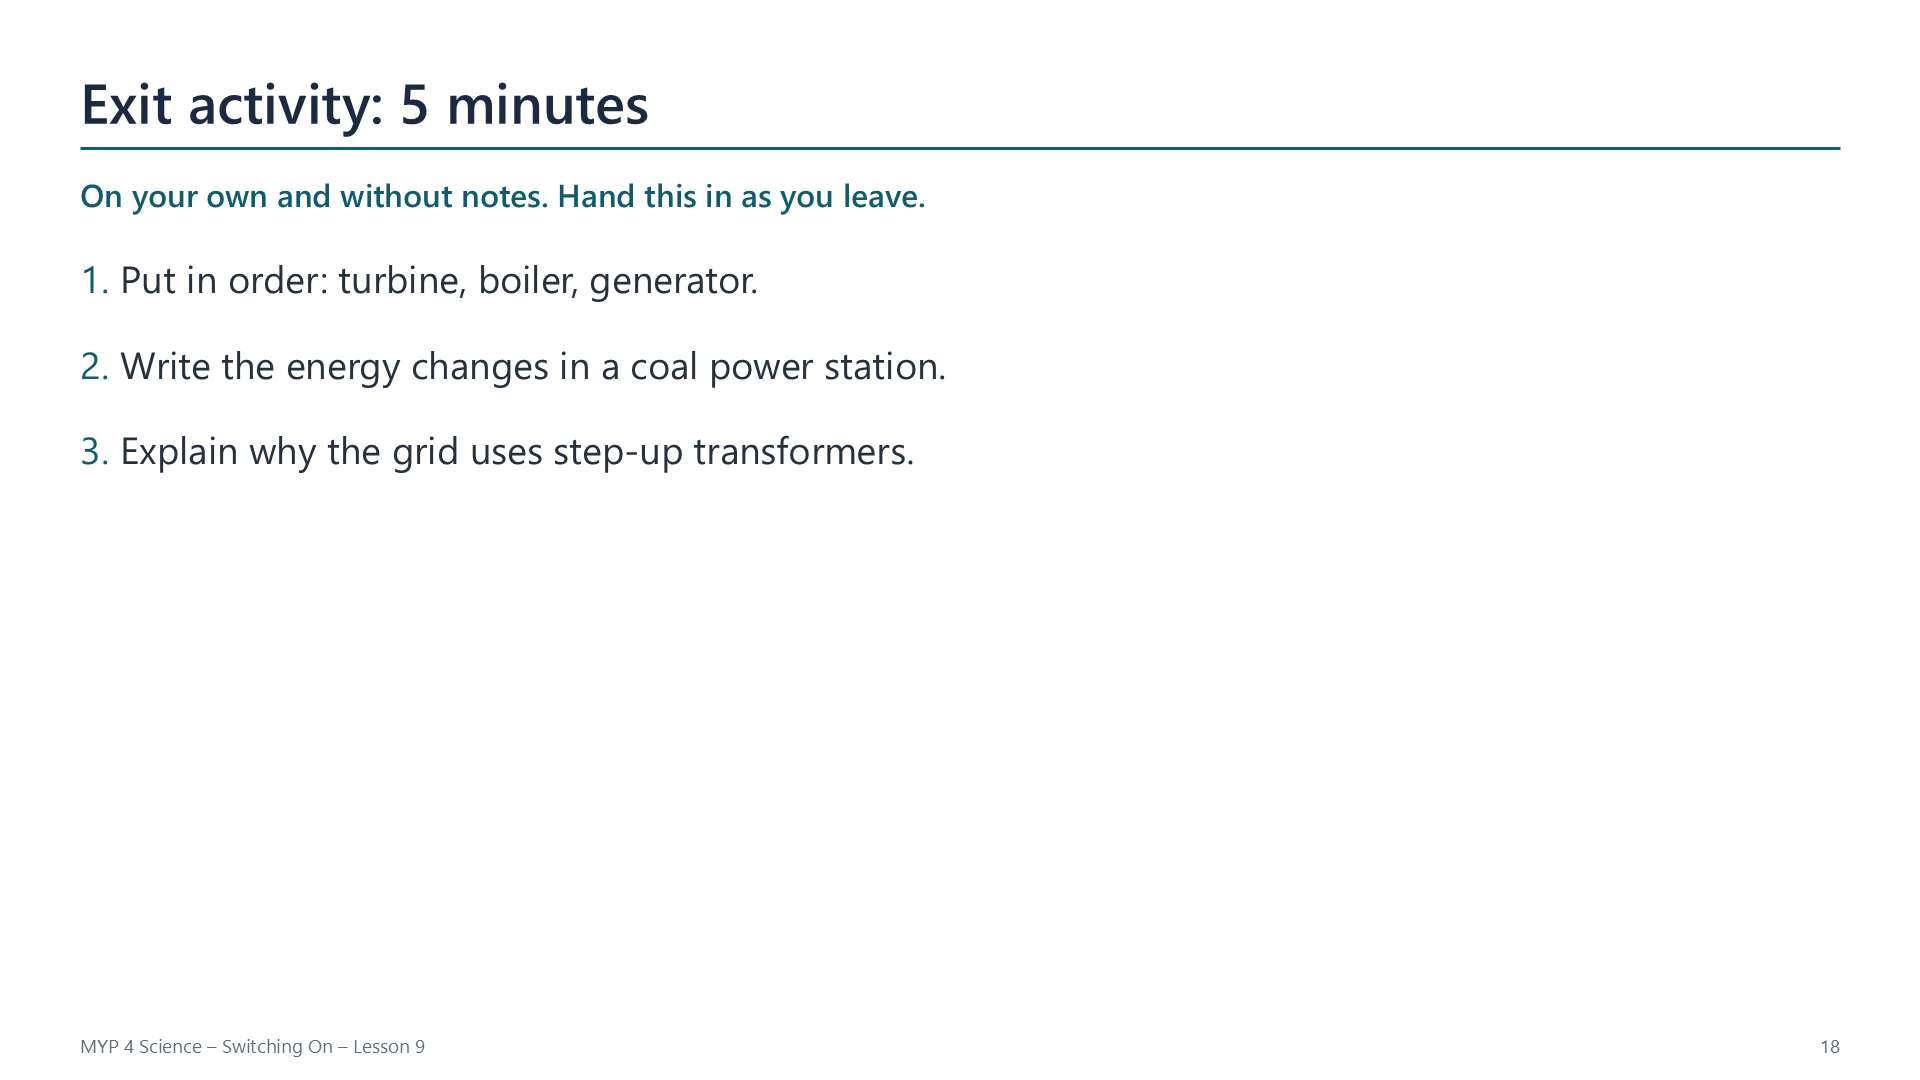 Exit activity: 5 minutes
On your own and without notes. Hand this in as you leave.
1. Put in order: turbine, boiler, generator.
2. Write the energy changes in a coal power station.
3. Explain why the grid uses step-up transformers.
MYP 4 Science – Switching On – Lesson 9
18